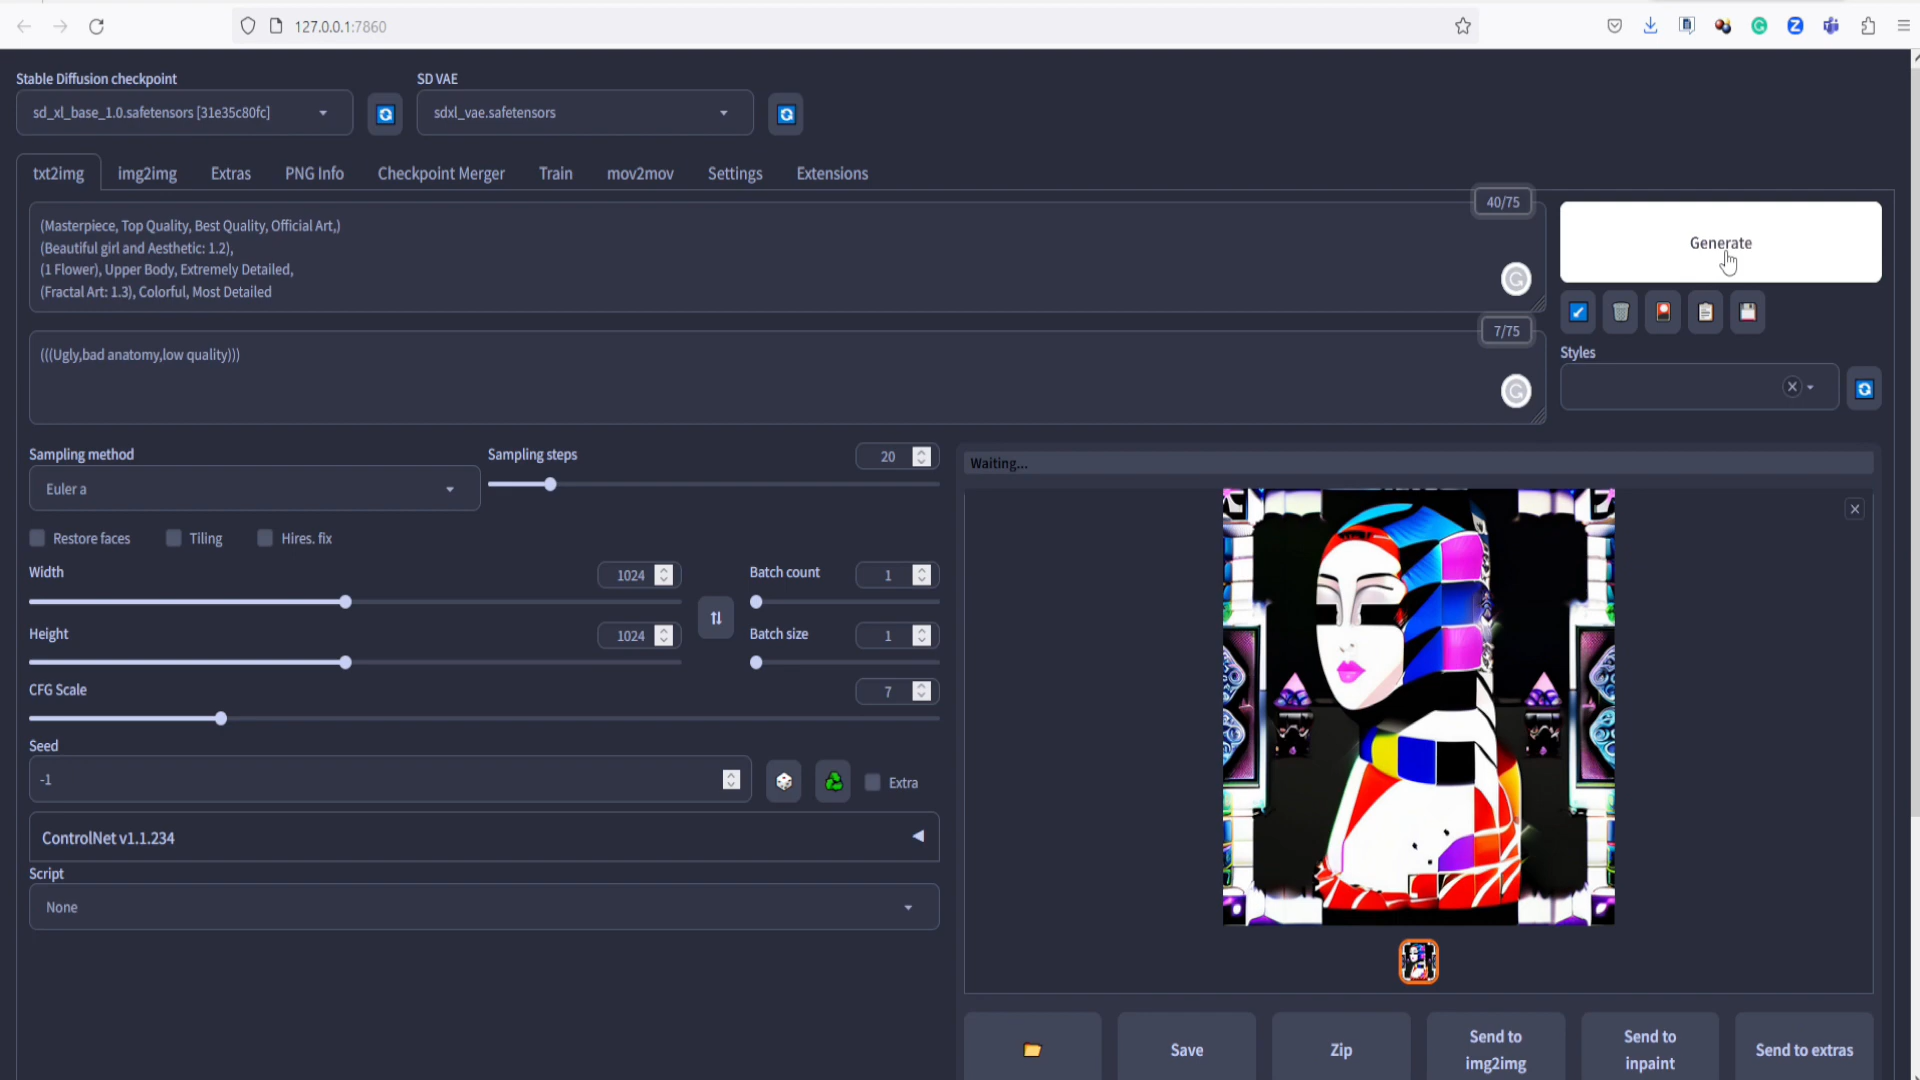 127.0.0.1:7860
Stable Diffusion checkpoint
SD VAE
sd_xl_base_1.0.safetensors [31e35c80fc]
sdxl_vae.safetensors
txt2img
img2img
Extras
PNG Info
Checkpoint Merger
Train
mov2mov
Settings
Extensions
40/75
(Masterpiece, Top Quality, Best Quality, Official Art,)
(Beautiful girl and Aesthetic: 1.2),
(1 Flower), Upper Body, Extremely Detailed,
(Fractal Art: 1.3), Colorful, Most Detailed
Generate
7/75
(((Ugly,bad anatomy,low quality)))
Styles
Sampling method
Sampling steps
20
Euler a
Waiting...
Restore faces
Tiling
Hires. fix
Width
1024
Batch count
1
Height
1024
Batch size
1
CFG Scale
7
Seed
-1
Extra
ControlNet v1.1.234
Script
None
Save
Zip
Send to
img2img
Send to
inpaint
Send to extras